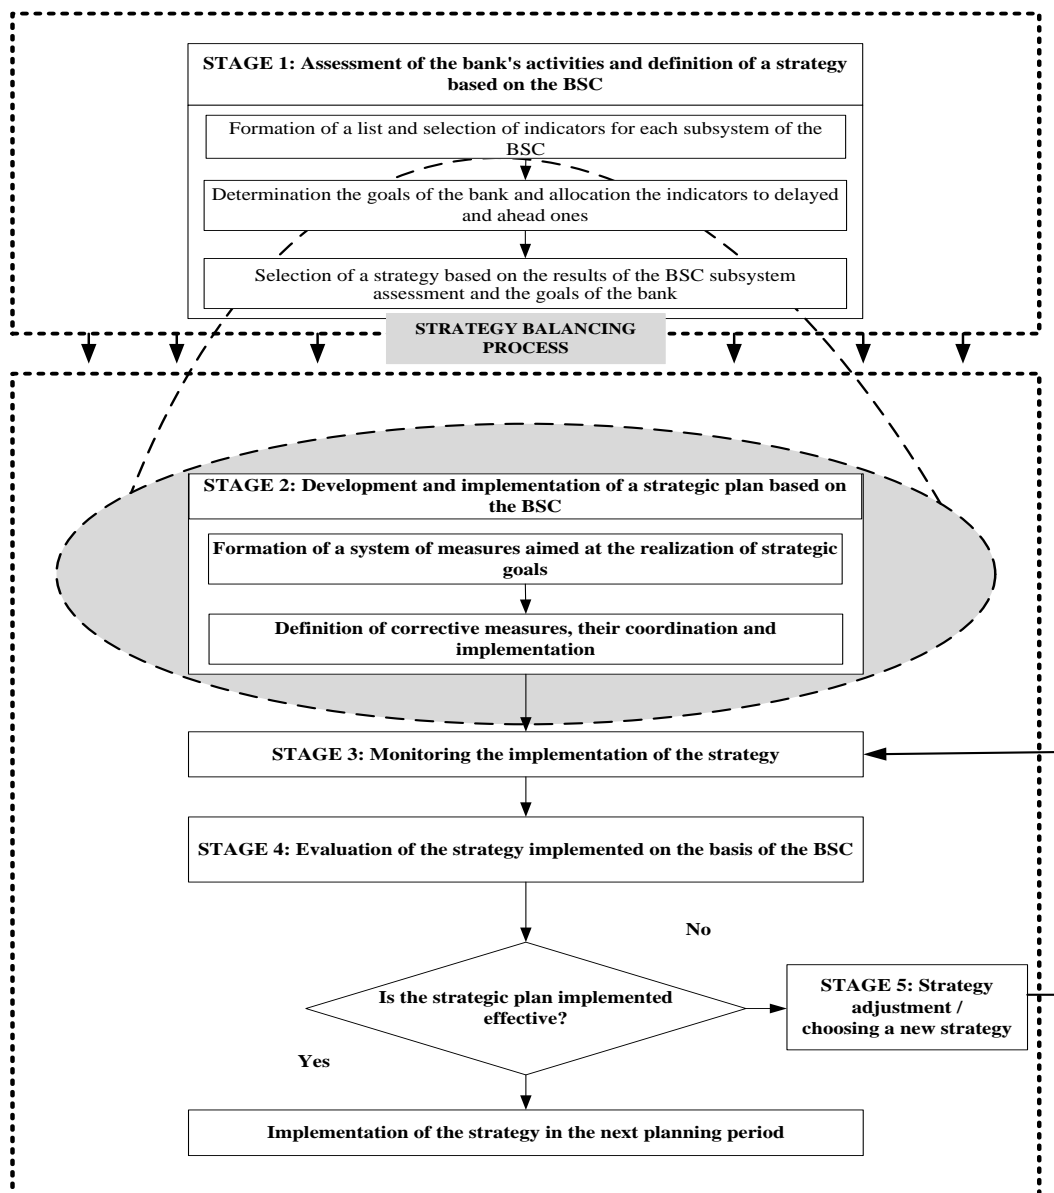 STAGE 1: Assessment of the bank's activities and definition of a strategy
based on the BSC
Formation of a list and selection of indicators for each subsystem of the
BSC
Determination the goals of the bank and allocation the indicators to delayed
and ahead ones
Selection of a strategy based on the results of the BSC subsystem
assessment and the goals of the bank
STRATEGY BALANCING
PROCESS
STAGE 2: Development and implementation of a strategic plan based on
the BSC
Formation of a system of measures aimed at the realization of strategic
goals
Definition of corrective measures, their coordination and
implementation
STAGE 3: Monitoring the implementation of the strategy
STAGE 4: Evaluation of the strategy implemented on the basis of the BSC
No
Is the strategic plan implemented
effective?
STAGE 5: Strategy
adjustment /
choosing a new strategy
Yes
Implementation of the strategy in the next planning period